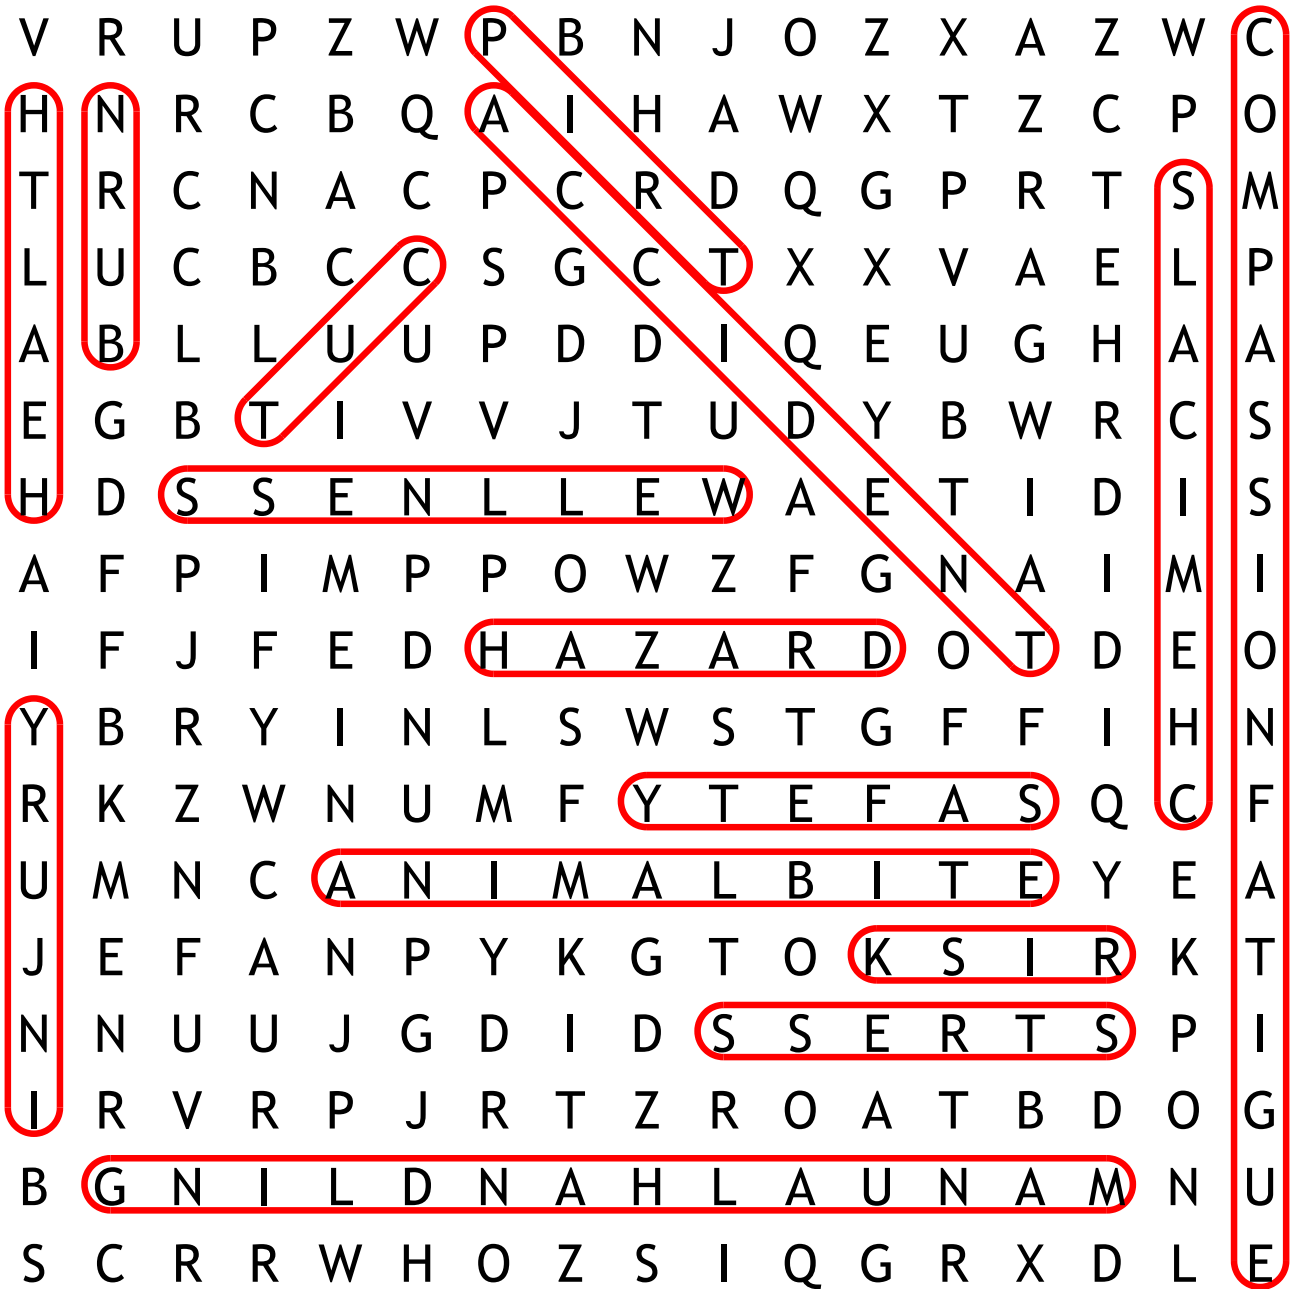 V R U P Z W P B N J O Z X A Z W C
H N R C B Q A I H A W X T Z C P O
T R C N A C P C R D Q G P R T S M
L U C B C C S G C T X X V A E L P
A B L L U U P D D I Q E U G H A A
E G B T I V V J T U D Y B W R C S
H D S S E N L L E W A E T I D I S
A F P I M P P O W Z F G N A I M I
I F J F E D H A Z A R D O T D E O
Y B R Y I N L S W S T G F F I H N
R K Z W N U M F Y T E F A S Q C F
U M N C A N I M A L B I T E Y E A
J E F A N P Y K G T O K S I R K T
N N U U J G D I D S S E R T S P I
I R V R P J R T Z R O A T B D O G
B G N I L D N A H L A U N A M N U
S C R R W H O Z S I Q G R X D L E